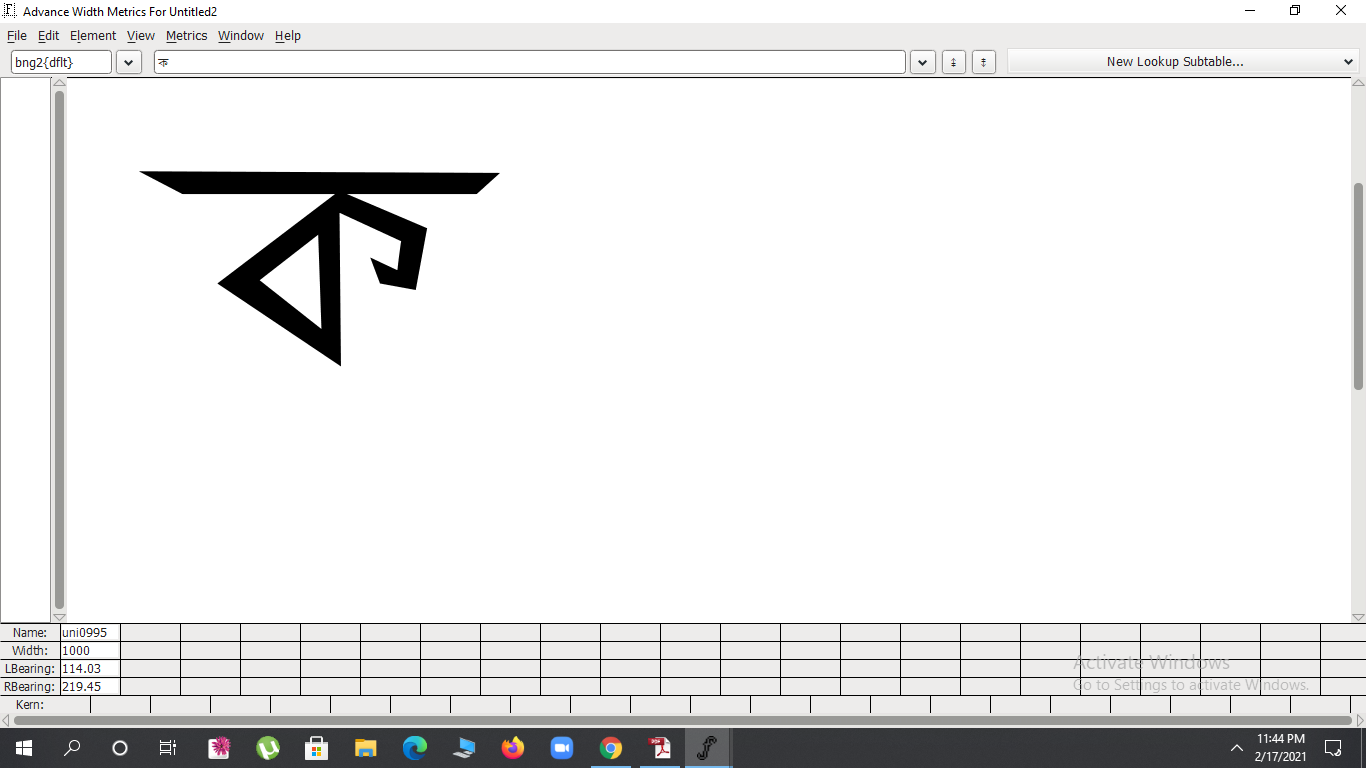 Advance Width Metrics For Untitled2
File Edit Element View Metrics Window Help
bng2{dflt} ক New Lookup Subtable...
ক
Name: uni0995
Width: 1000
LBearing: 114.03
RBearing: 219.45
Kern:
Activate Windows
Go to Settings to activate Windows.
11:44 PM
2/17/2021